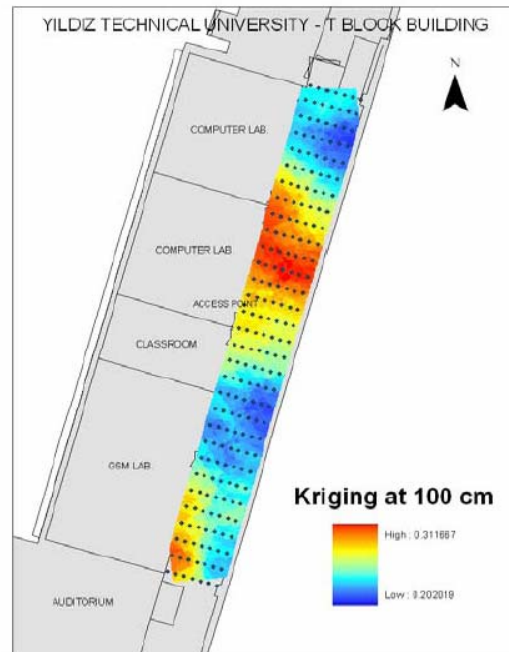 YILDIZ TECHNICAL UNIVERSITY - T BLOCK BUILDING
N
COMPUTER LAB.
COMPUTER LAB
ACCESS POINT
CLASSROOM
GSM LAB.
Kriging at 100 cm
High : 0.311667
Low : 0.202019
AUDITORIUM